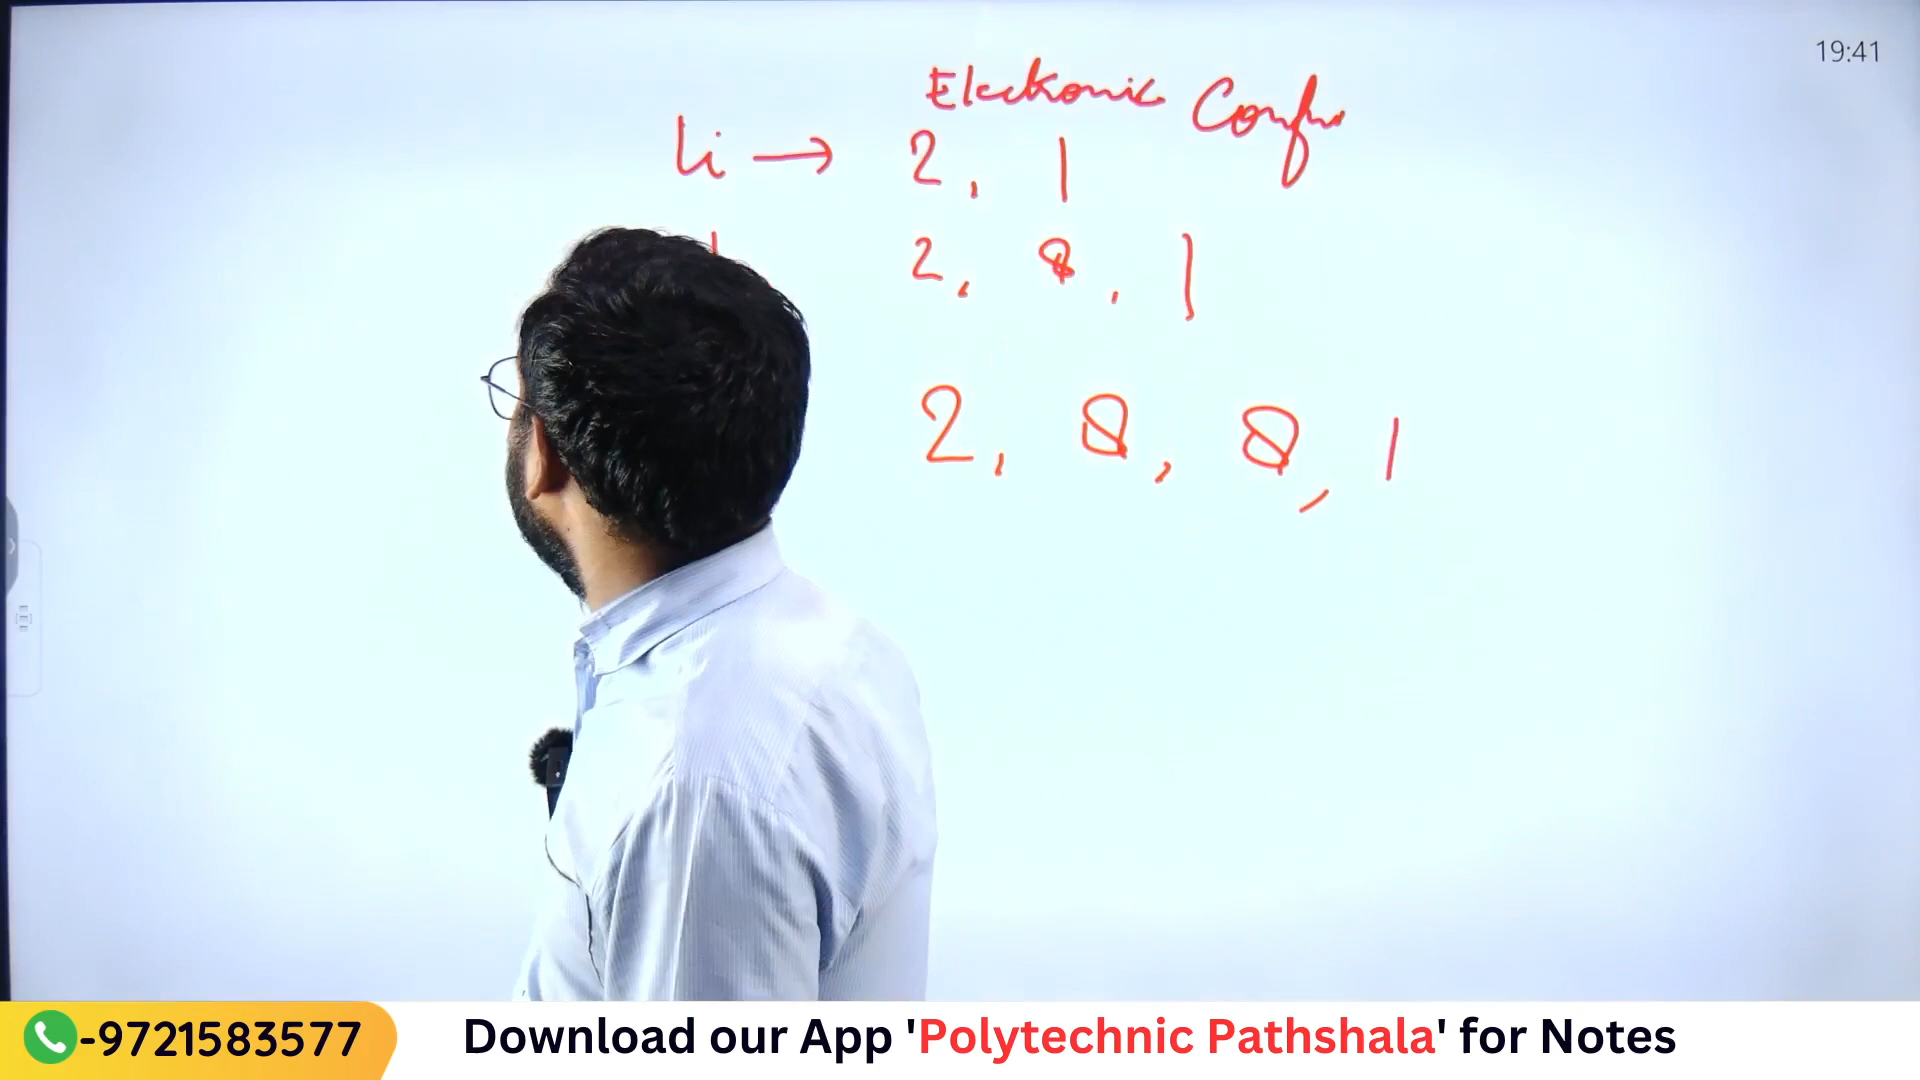 19:41
Electronic Confi
Li → 2, 1
2, 8, 1
2, 8, 8, 1
-9721583577
Download our App 'Polytechnic Pathshala' for Notes